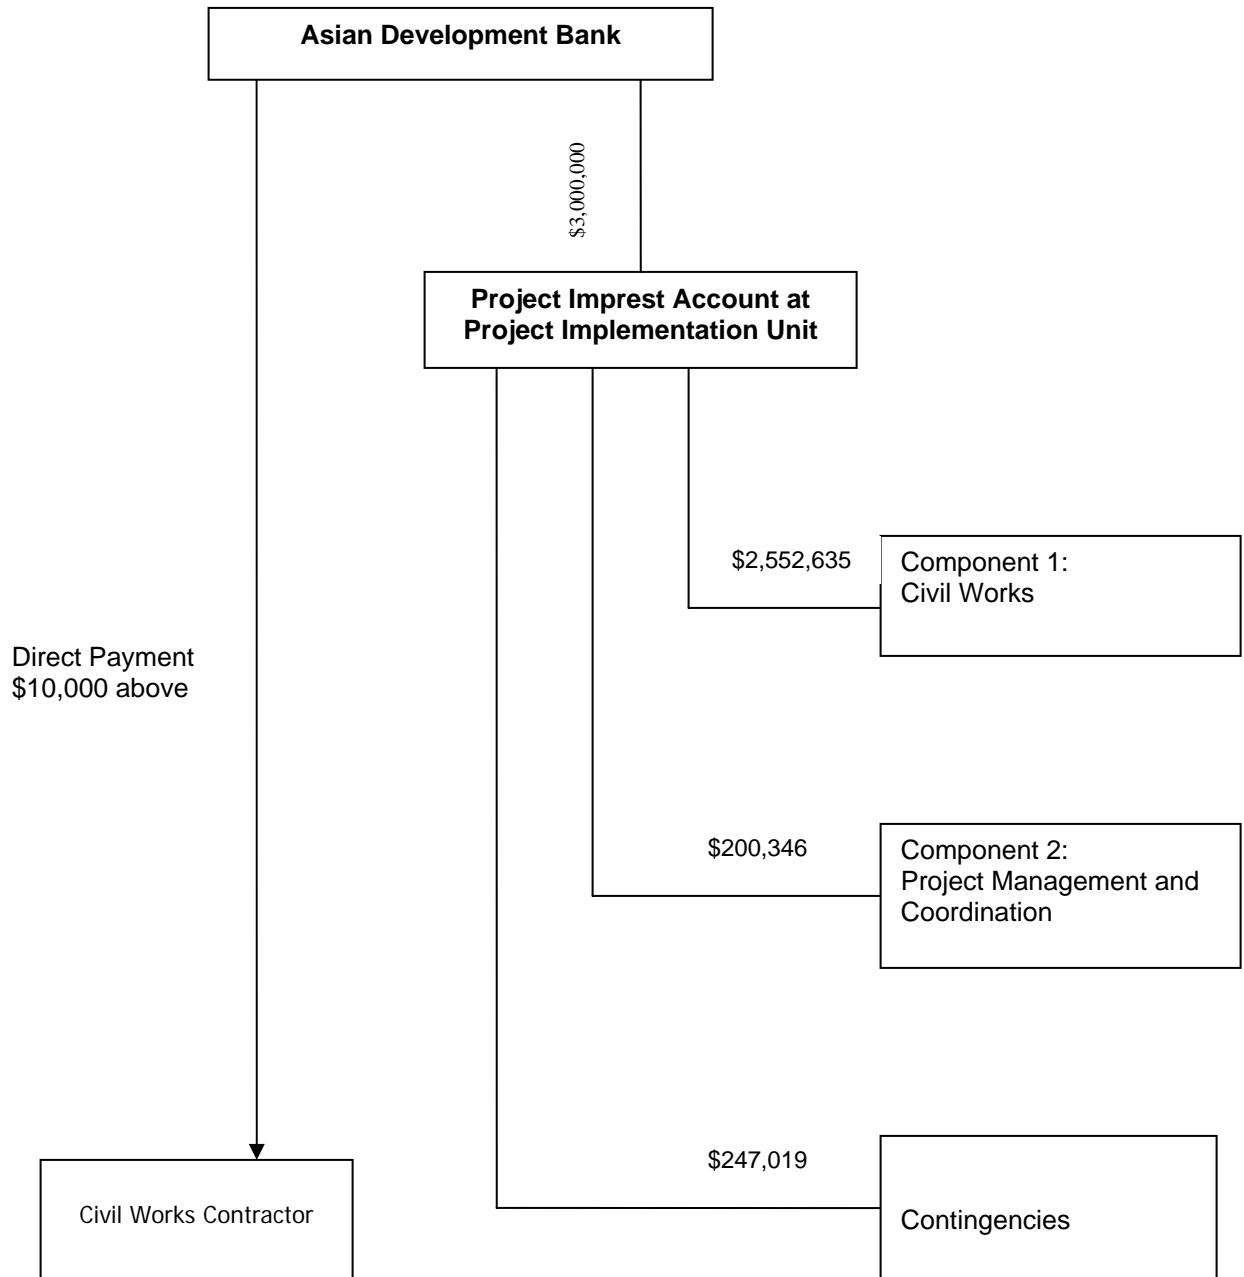 Asian Development Bank
$3,000,000
Project Imprest Account at
Project Implementation Unit
$2,552,635
Component 1:
Civil Works
Direct Payment
$10,000 above
$200,346
Component 2:
Project Management and
Coordination
$247,019
Civil Works Contractor
Contingencies